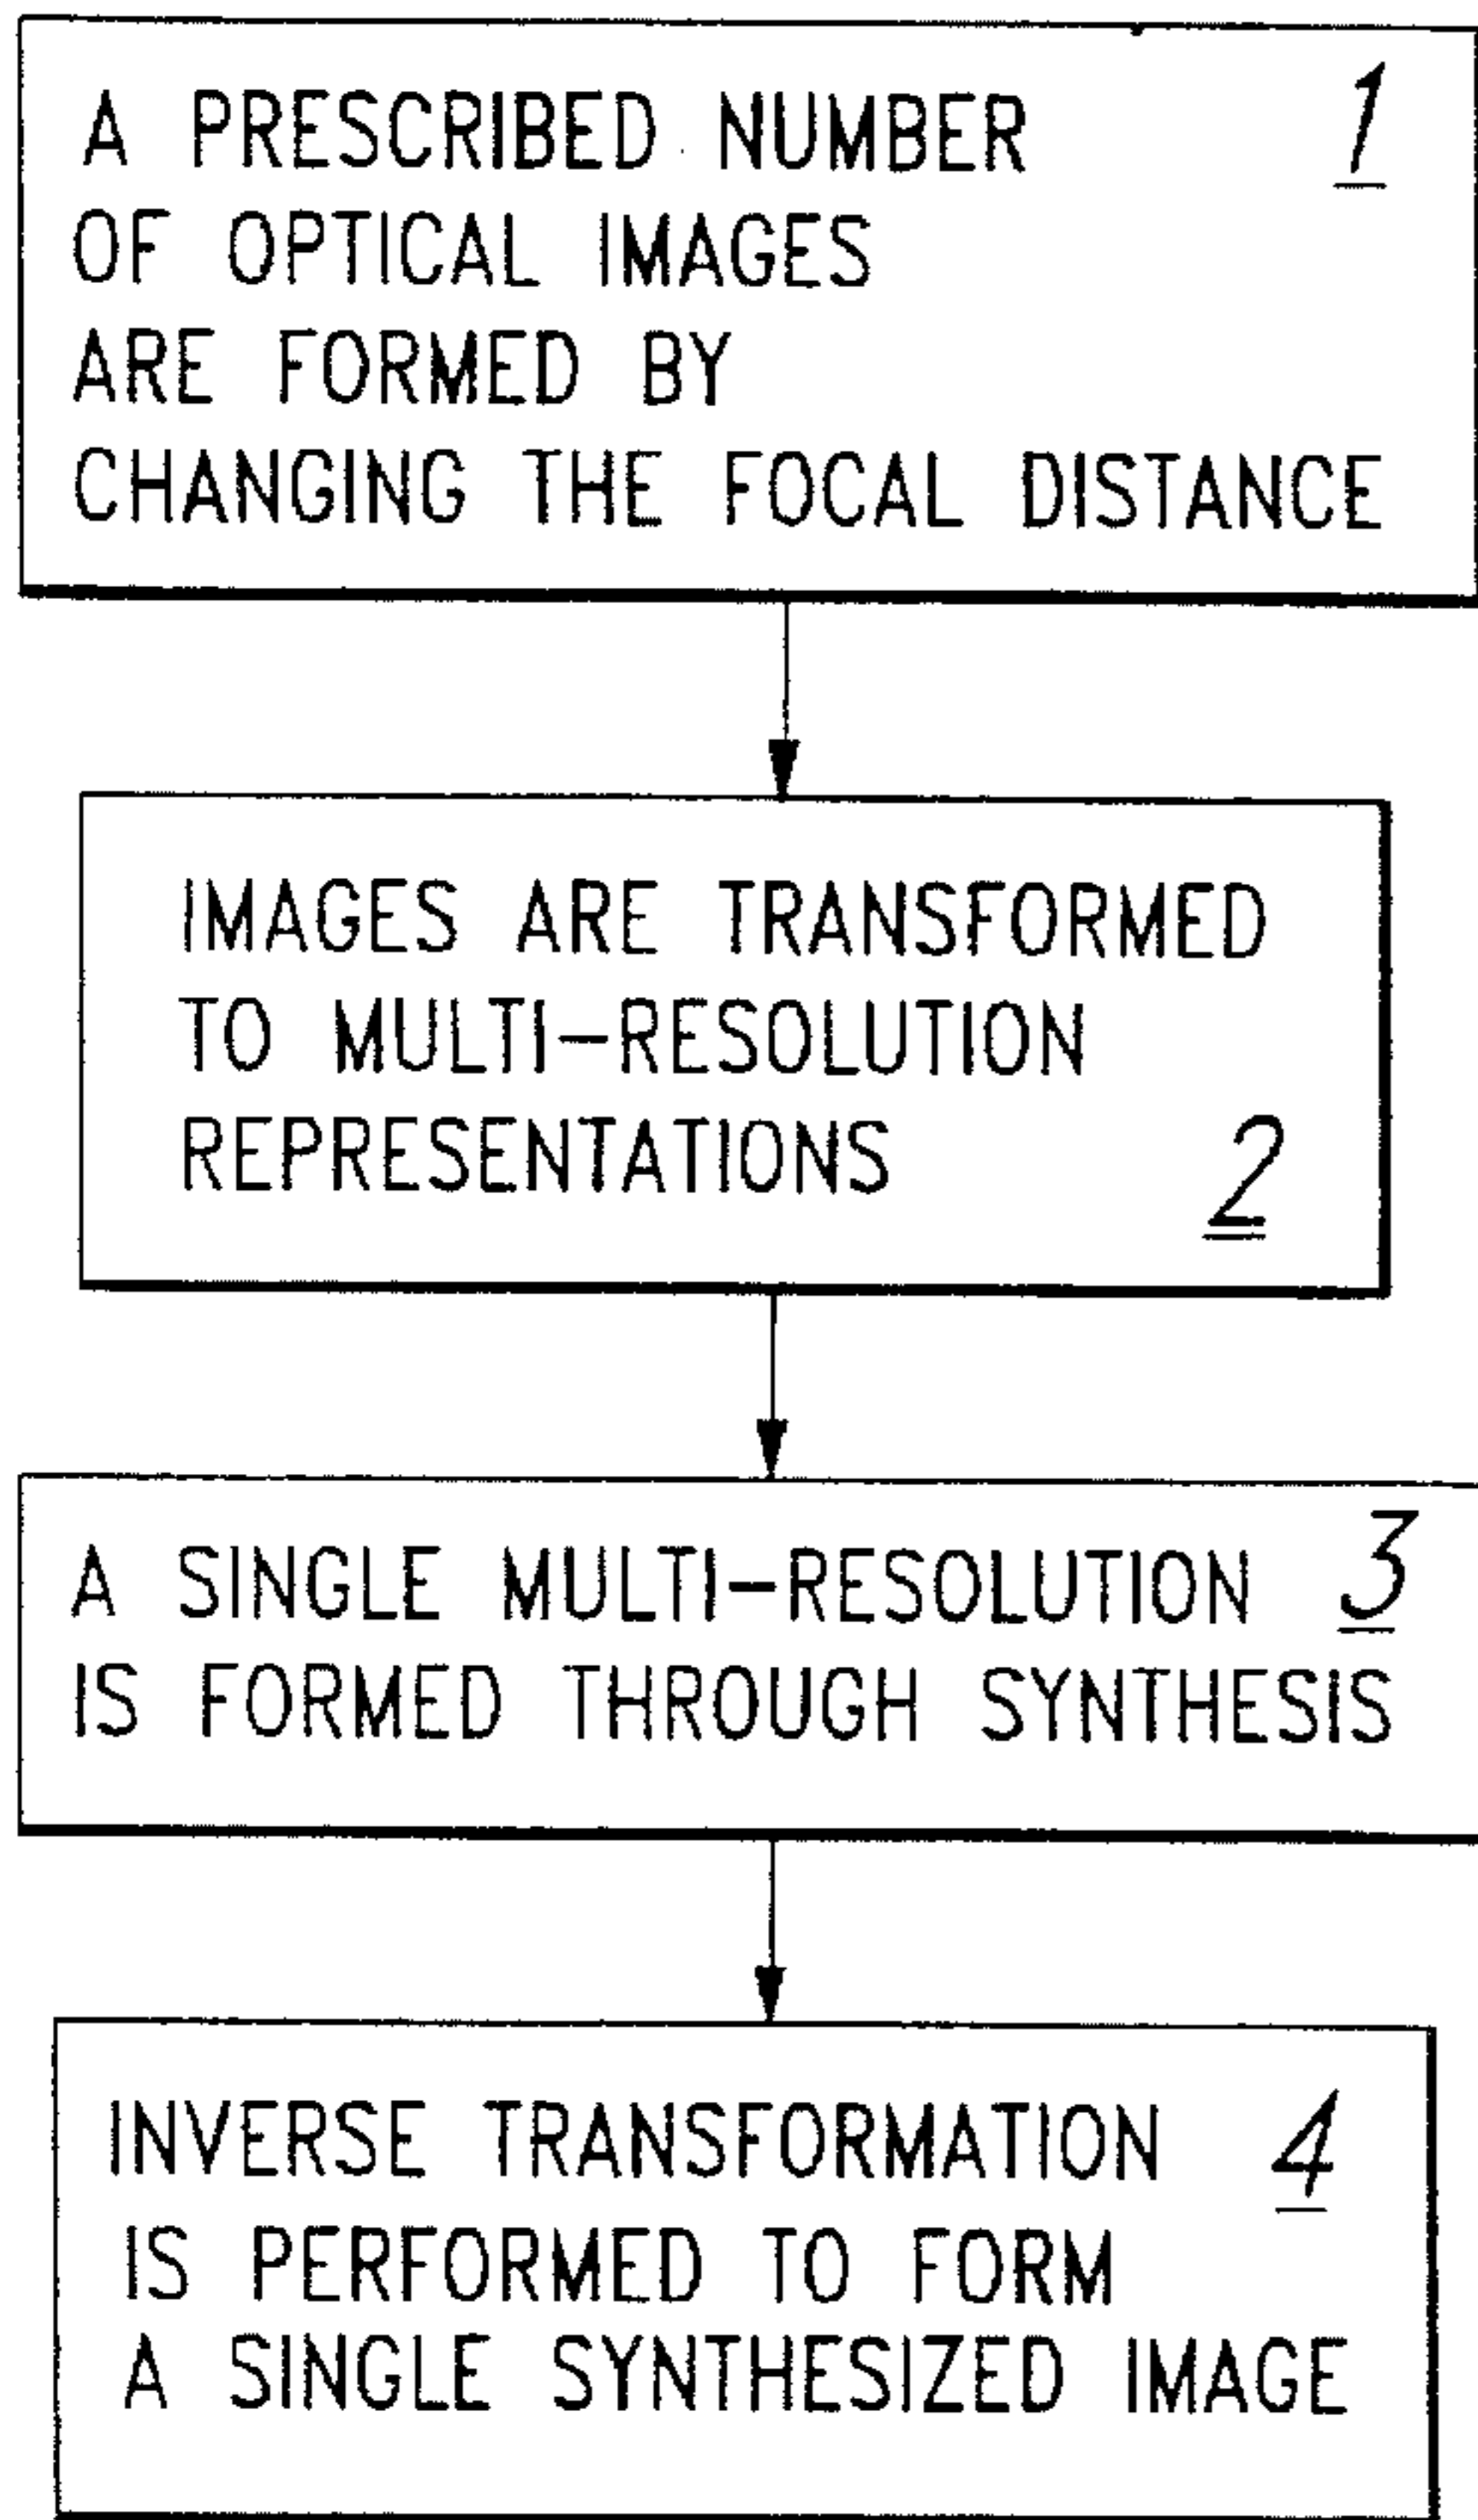 A PRESCRIBED NUMBER 1
OF OPTICAL IMAGES
ARE FORMED BY
CHANGING THE FOCAL DISTANCE
IMAGES ARE TRANSFORMED
TO MULTI-RESOLUTION
REPRESENTATIONS 2
A SINGLE MULTI-RESOLUTION 3
IS FORMED THROUGH SYNTHESIS
INVERSE TRANSFORMATION 4
IS PERFORMED TO FORM
A SINGLE SYNTHESIZED IMAGE